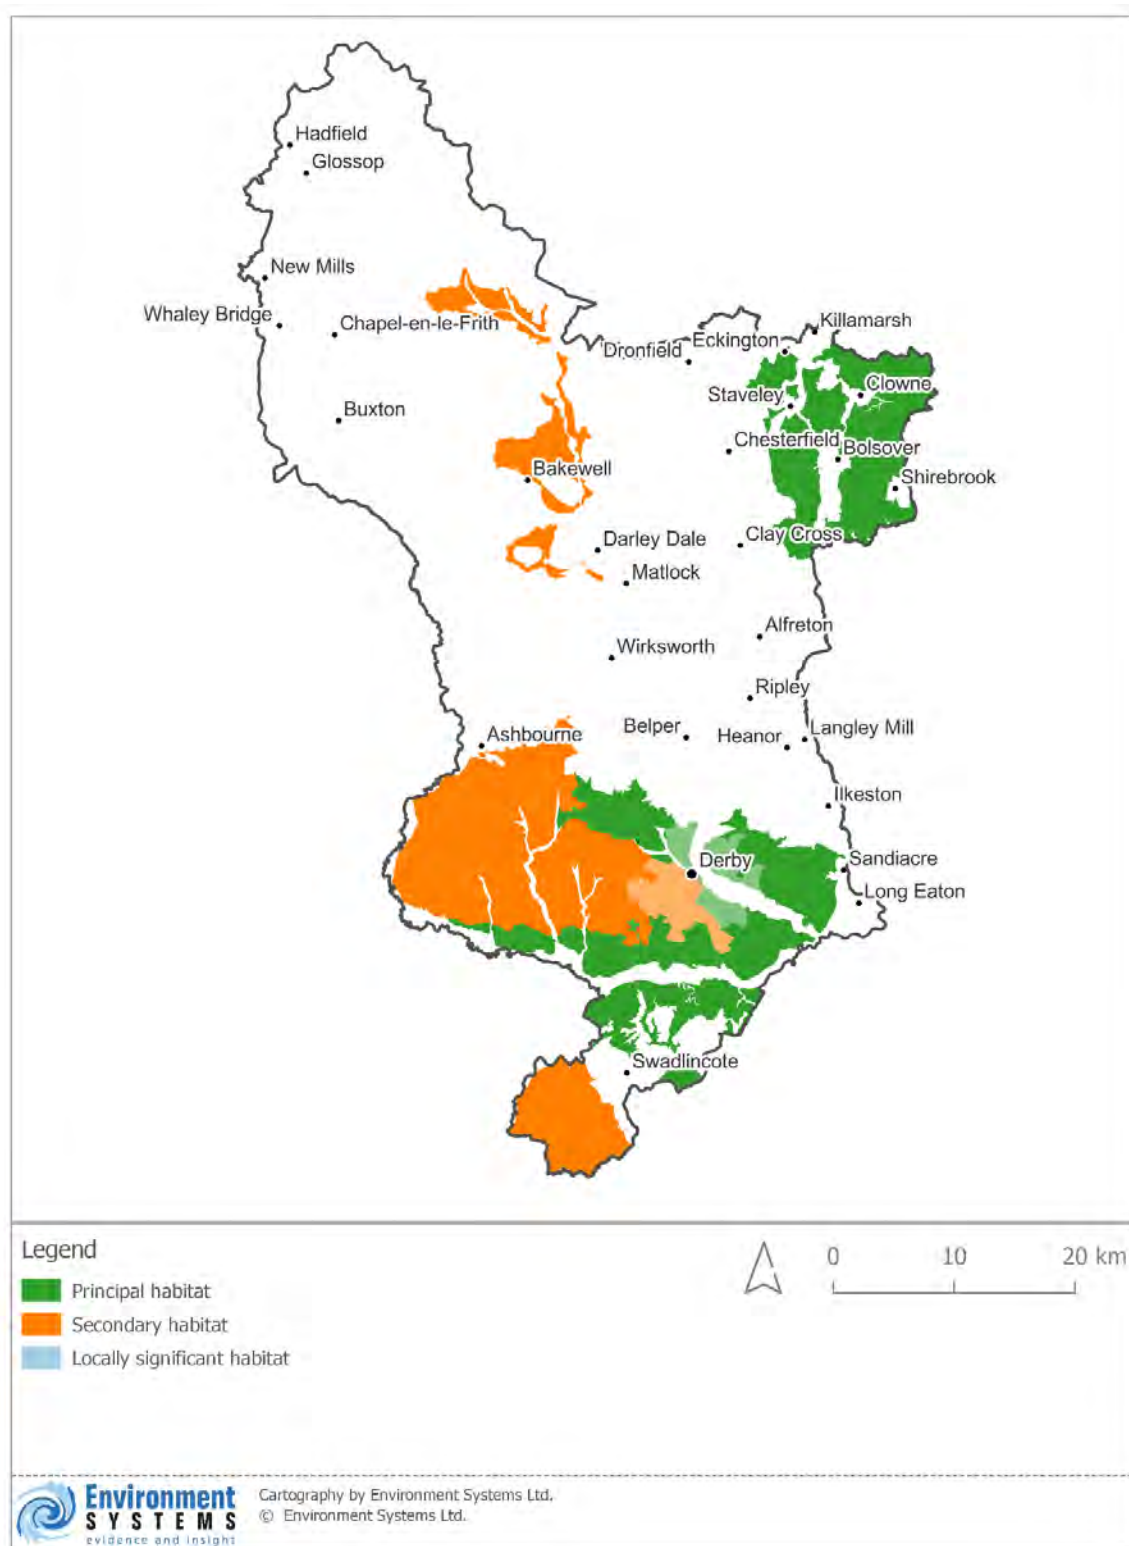 Hadfield
Glossop
New Mills
Whaley Bridge
Chapel-en-le-Frith
Killamarsh
Eckington
Dronfield
Clowne
Staveley
Buxton
Chesterfield
Bolsover
Bakewell
Shirebrook
Darley Dale
Clay Cross
Matlock
Alfreton
Wirksworth
Ripley
Belper
Langley Mill
Ashbourne
Heanor
Ilkeston
Derby
Sandiacre
Long Eaton
Swadlincote
Legend
0 10 20 km
Principal habitat
Secondary habitat
Locally significant habitat
Environment
SYSTEMS
evidence and insight
Cartography by Environment Systems Ltd.
© Environment Systems Ltd.